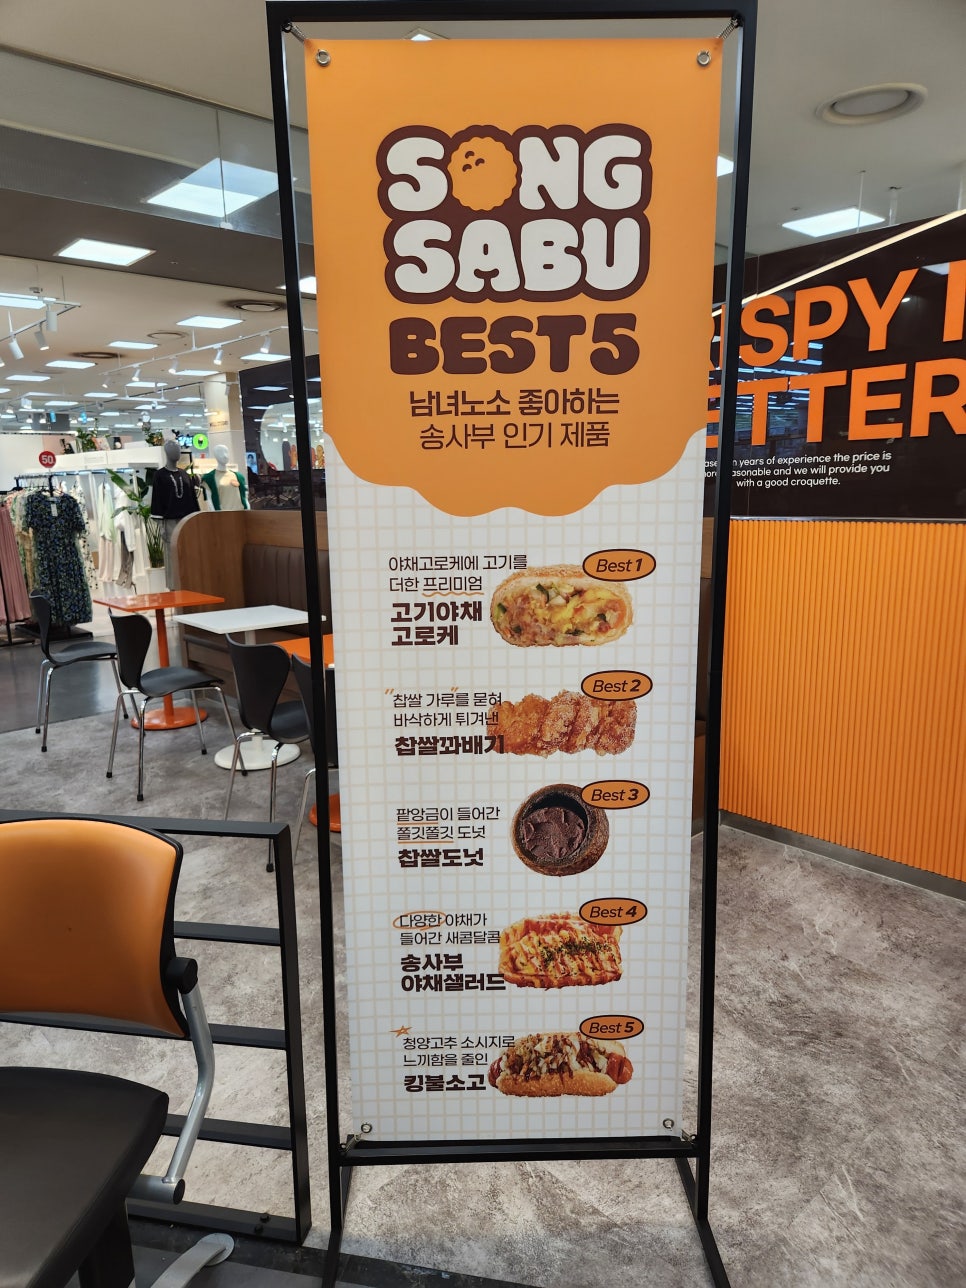 SONG
SABU
BEST5
남녀노소 좋아하는
송사부 인기 제품
야채고로케에 고기를
더한 프리미엄
고기야채
고로케
Best 1
"찹쌀 가루"를 묻혀
바삭하게 튀겨낸
찹쌀꽈배기
Best 2
팥앙금이 들어간
쫄깃쫄깃 도넛
찹쌀도넛
Best 3
다양한 야채가
들어간 새콤달콤
송사부
야채샐러드
Best 4
청양고추 소시지로
느끼함을 줄인
킹불소고
Best 5
ISPY
ETTER
n years of experience the price is
asonable and we will provide you
with a good croquette.
50